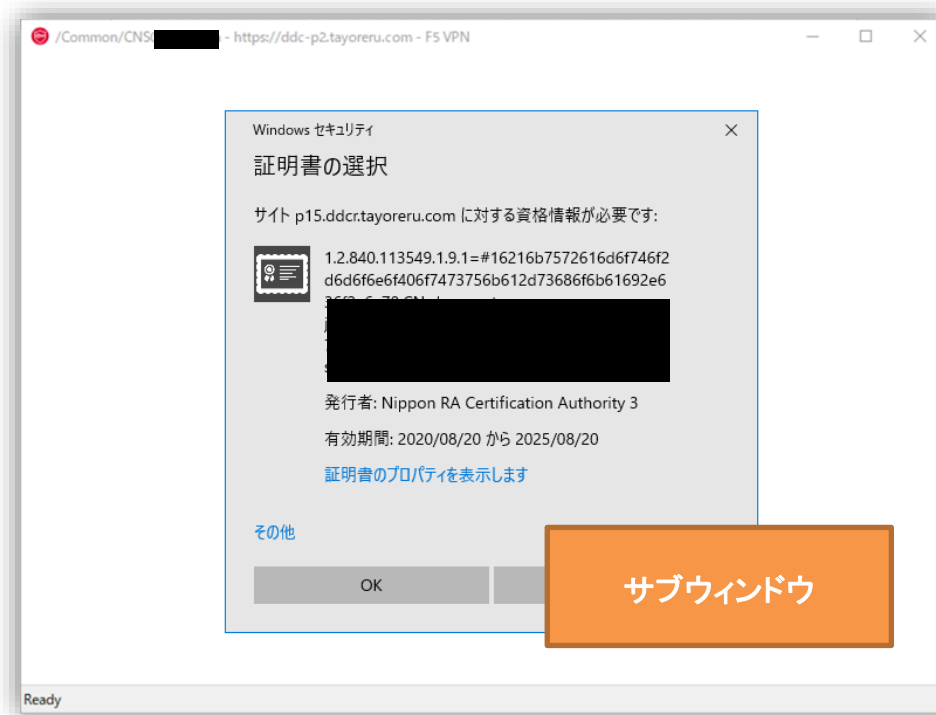 /Common/CNS - https://ddc-p2.tayoreru.com - F5 VPN
Windows セキュリティ
証明書の選択
サイト p15.ddcr.tayoreru.com に対する資格情報が必要です:
1.2.840.113549.1.9.1=#16216b7572616d6f746f2
d6d6f6e6f406f7473756b612d73686f6b61692e6
発行者: Nippon RA Certification Authority 3
有効期間: 2020/08/20 から 2025/08/20
証明書のプロパティを表示します
その他
OK
サブウィンドウ
Ready